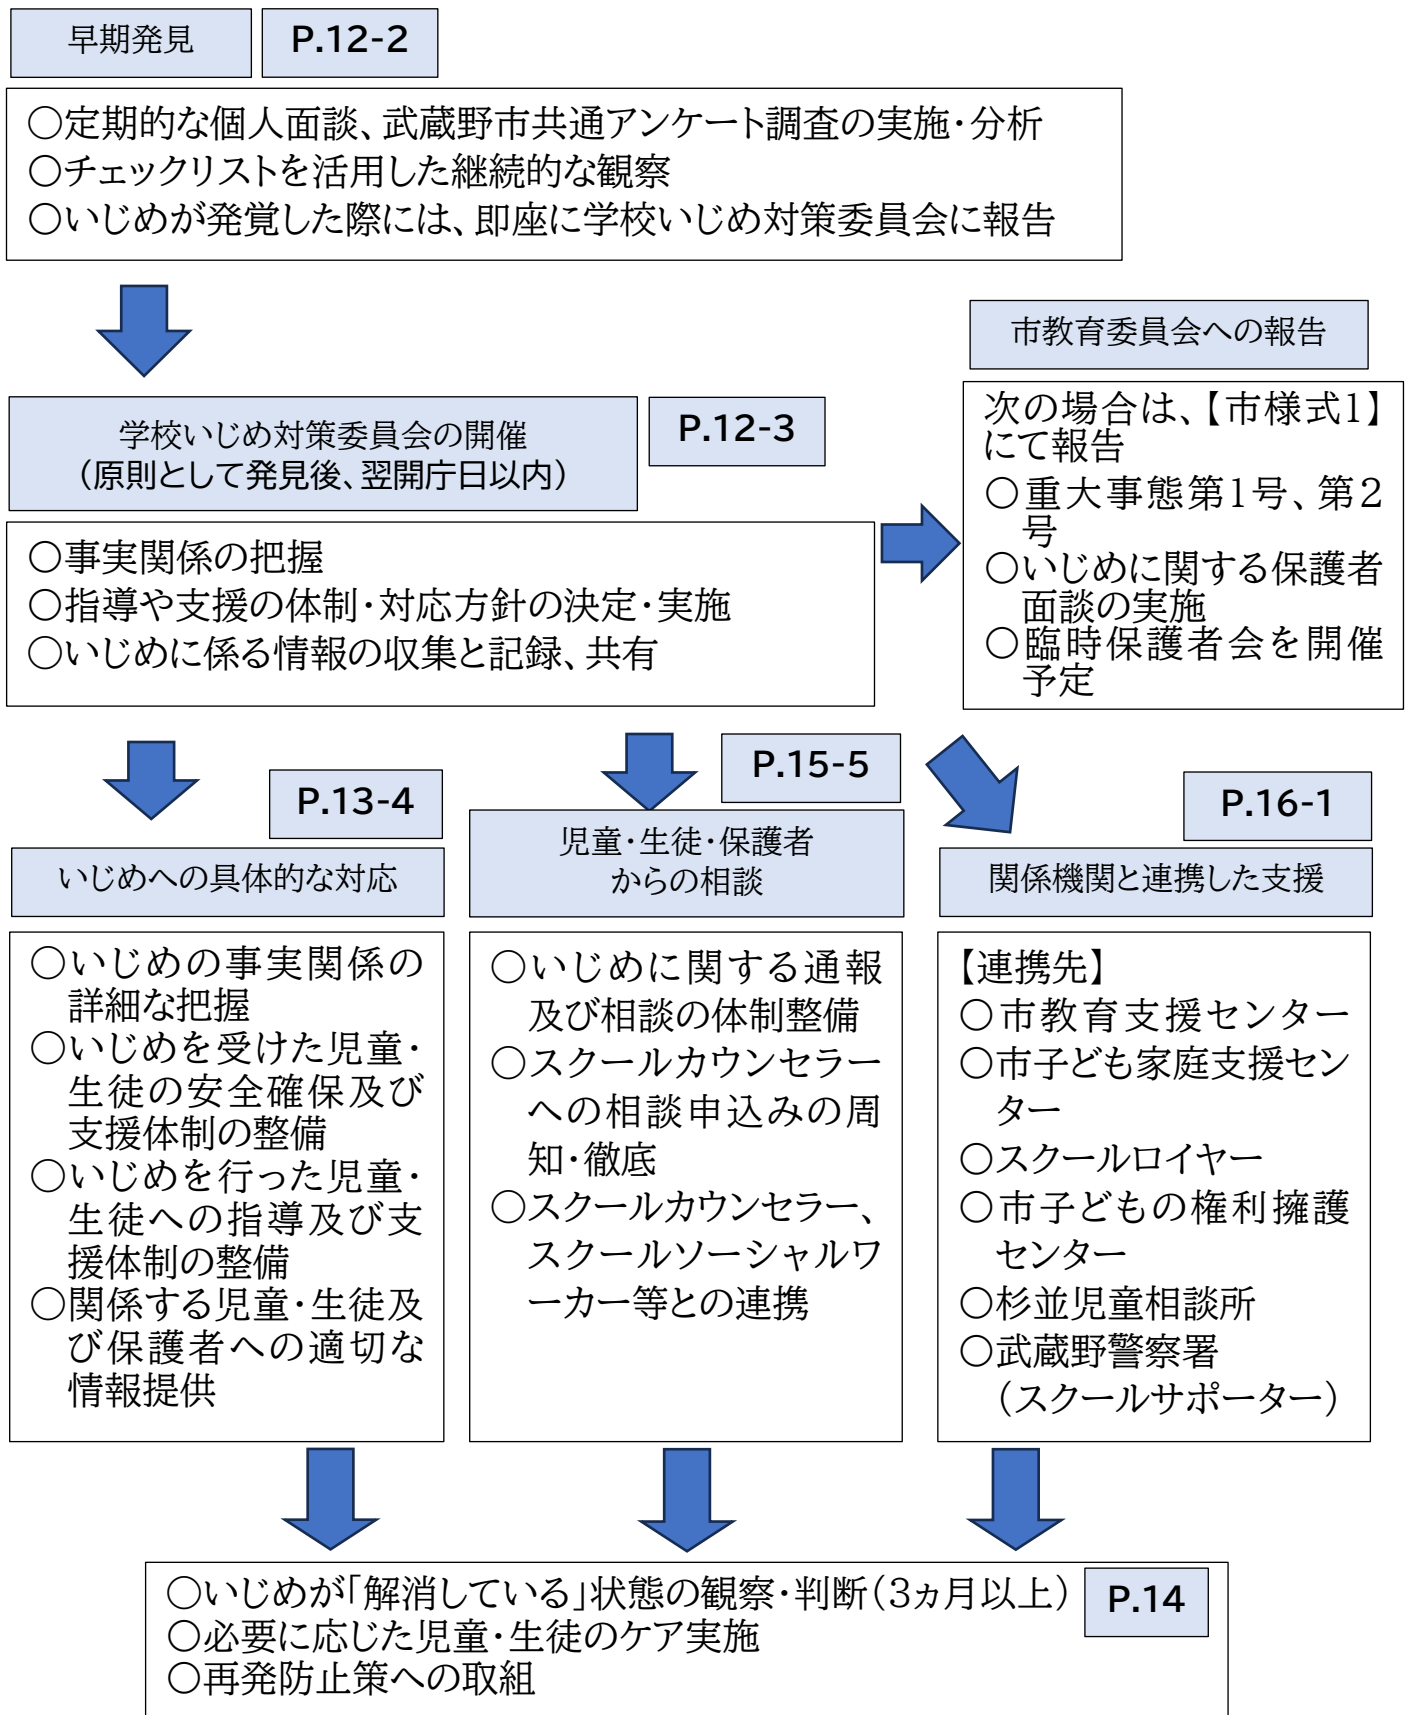 早期発見
P.12-2
○定期的な個人面談、武蔵野市共通アンケート調査の実施・分析
○チェックリストを活用した継続的な観察
○いじめが発覚した際には、即座に学校いじめ対策委員会に報告
市教育委員会への報告
次の場合は、【市様式1】
にて報告
○重大事態第1号、第2
号
○いじめに関する保護者
面談の実施
○臨時保護者会を開催
予定
学校いじめ対策委員会の開催
(原則として発見後、翌開庁日以内)
P.12-3
○事実関係の把握
○指導や支援の体制・対応方針の決定・実施
○いじめに係る情報の収集と記録、共有
P.13-4
いじめへの具体的な対応
○いじめの事実関係の
詳細な把握
○いじめを受けた児童・
生徒の安全確保及び
支援体制の整備
○いじめを行った児童・
生徒への指導及び支
援体制の整備
○関係する児童・生徒及
び保護者への適切な
情報提供
P.15-5
児童・生徒・保護者
からの相談
○いじめに関する通報
及び相談の体制整備
○スクールカウンセラー
への相談申込みの周
知・徹底
○スクールカウンセラー、
スクールソーシャルワ
ーカー等との連携
P.16-1
関係機関と連携した支援
【連携先】
○市教育支援センター
○市子ども家庭支援セン
ター
○スクールロイヤー
○市子どもの権利擁護
センター
○杉並児童相談所
○武蔵野警察署
(スクールサポーター)
○いじめが「解消している」状態の観察・判断(3ヵ月以上)
P.14
○必要に応じた児童・生徒のケア実施
○再発防止策への取組